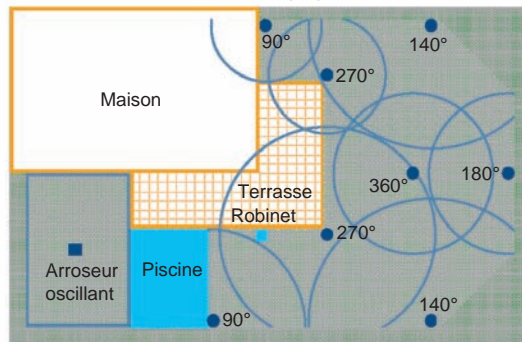 90°
140°
270°
Maison
360°
180°
Terrasse
Robinet
270°
Arroseur
oscillant
Piscine
90°
140°